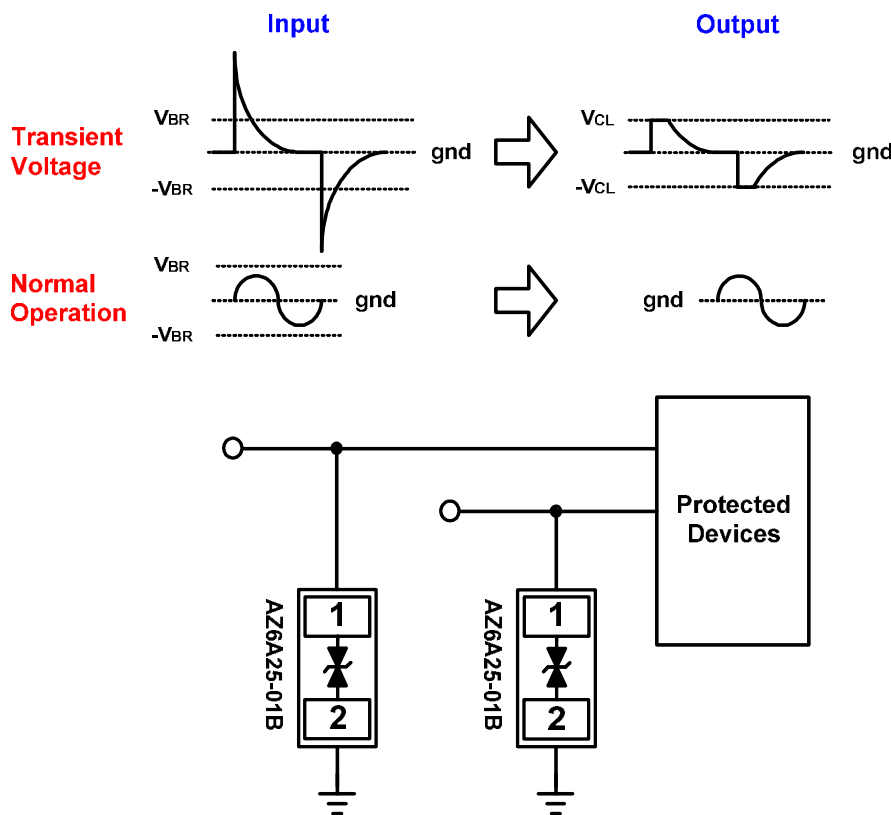 Input
Output
Transient
Voltage
VBR
gnd
-VBR
VCL
gnd
-VCL
Normal
Operation
VBR
gnd
-VBR
gnd
Protected
Devices
AZ6A25-01B
1
2
AZ6A25-01B
1
2